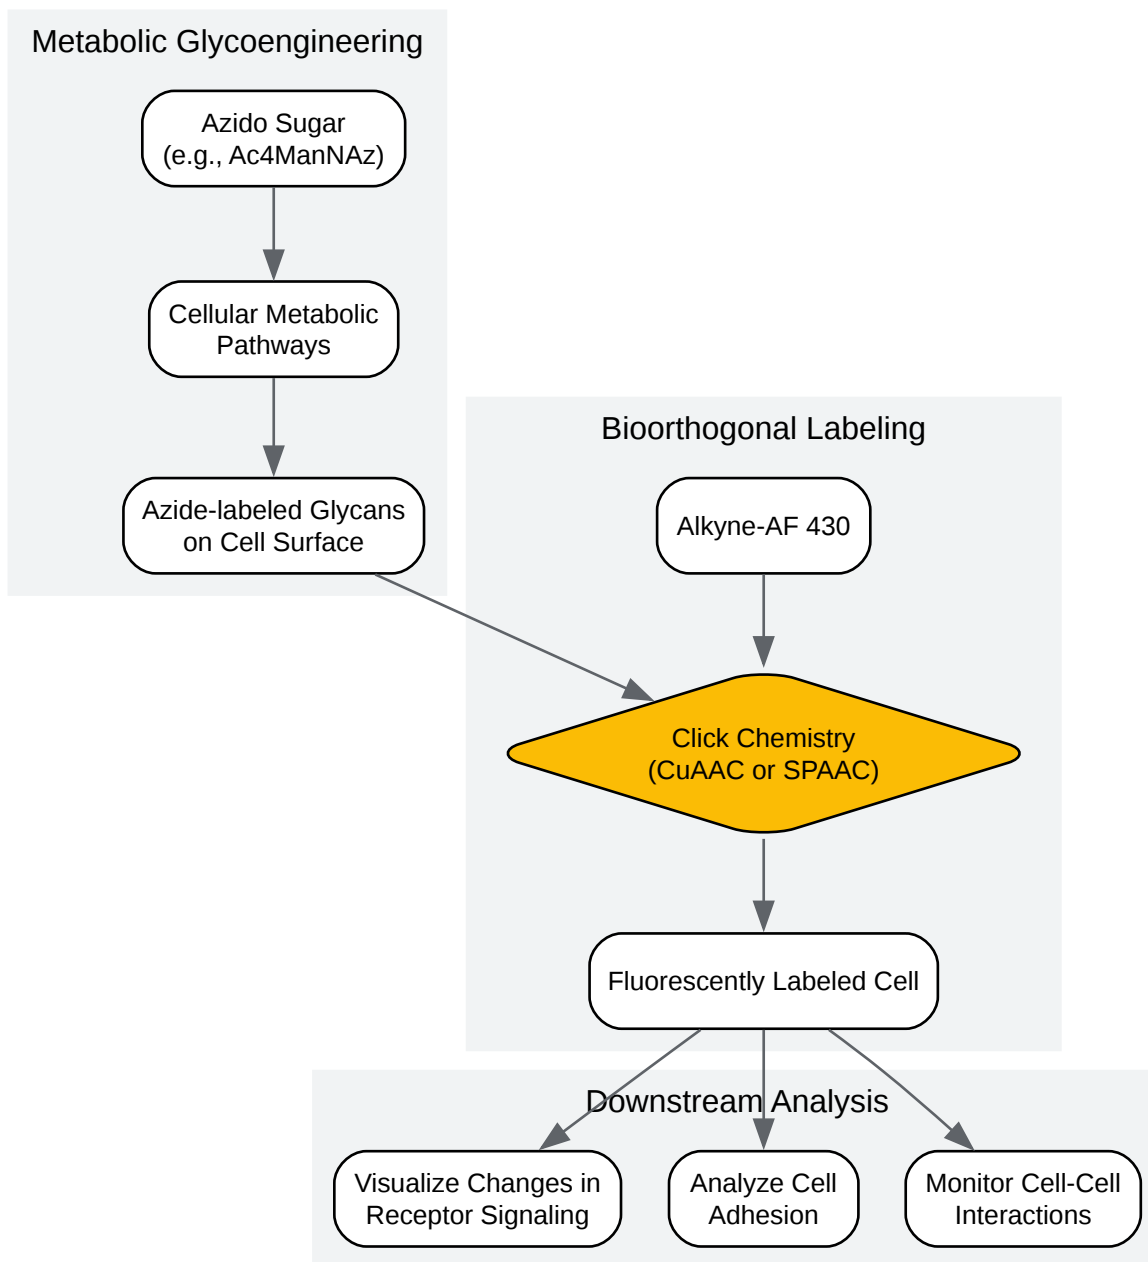 Metabolic Glycoengineering
Azido Sugar
(e.g., Ac4ManNAz)
Cellular Metabolic
Pathways
Azide-labeled Glycans
on Cell Surface
Bioorthogonal Labeling
Alkyne-AF 430
Click Chemistry
(CuAAC or SPAAC)
Fluorescently Labeled Cell
Downstream Analysis
Visualize Changes in
Receptor Signaling
Analyze Cell
Adhesion
Monitor Cell-Cell
Interactions